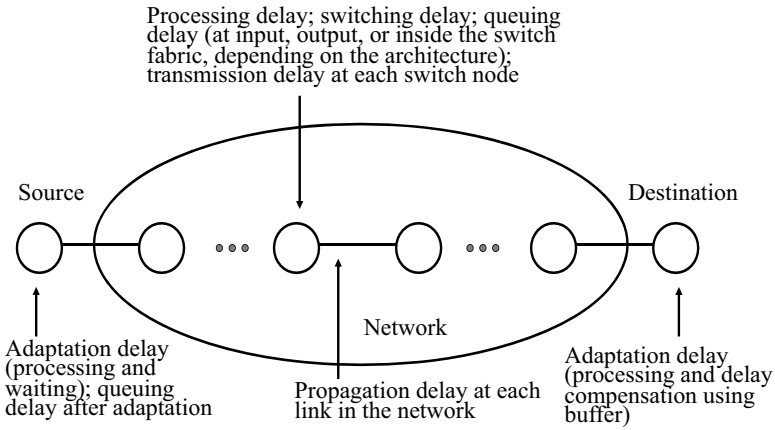 Processing delay; switching delay; queuing
delay (at input, output, or inside the switch
fabric, depending on the architecture);
transmission delay at each switch node
Source
Destination
Network
Adaptation delay
(processing and
waiting); queuing
delay after adaptation
Propagation delay at each
link in the network
Adaptation delay
(processing and delay
compensation using
buffer)